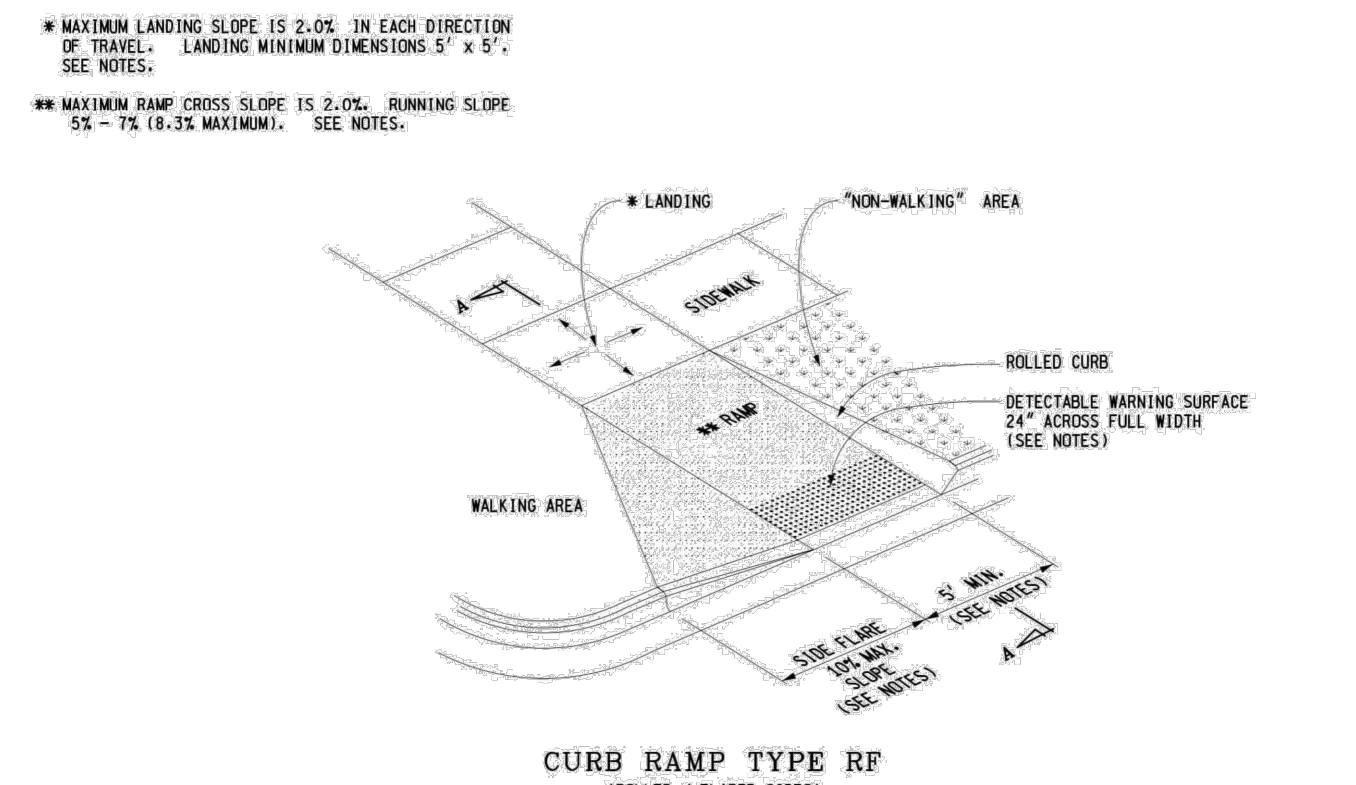 * MAXIMUM LANDING SLOPE IS 2.0% IN EACH DIRECTION
OF TRAVEL. LANDING MINIMUM DIMENSIONS 5' x 5'.
SEE NOTES.
** MAXIMUM RAMP CROSS SLOPE IS 2.0%. RUNNING SLOPE
5% - 7% (8.3% MAXIMUM). SEE NOTES.
* LANDING
"NON-WALKING" AREA
A
SIDEWALK
ROLLED CURB
DETECTABLE WARNING SURFACE
24" ACROSS FULL WIDTH
(SEE NOTES)
** RAMP
WALKING AREA
5' MIN.
(SEE NOTES)
SIDE FLARE
10% MAX.
SLOPE
(SEE NOTES)
A
CURB RAMP TYPE RF